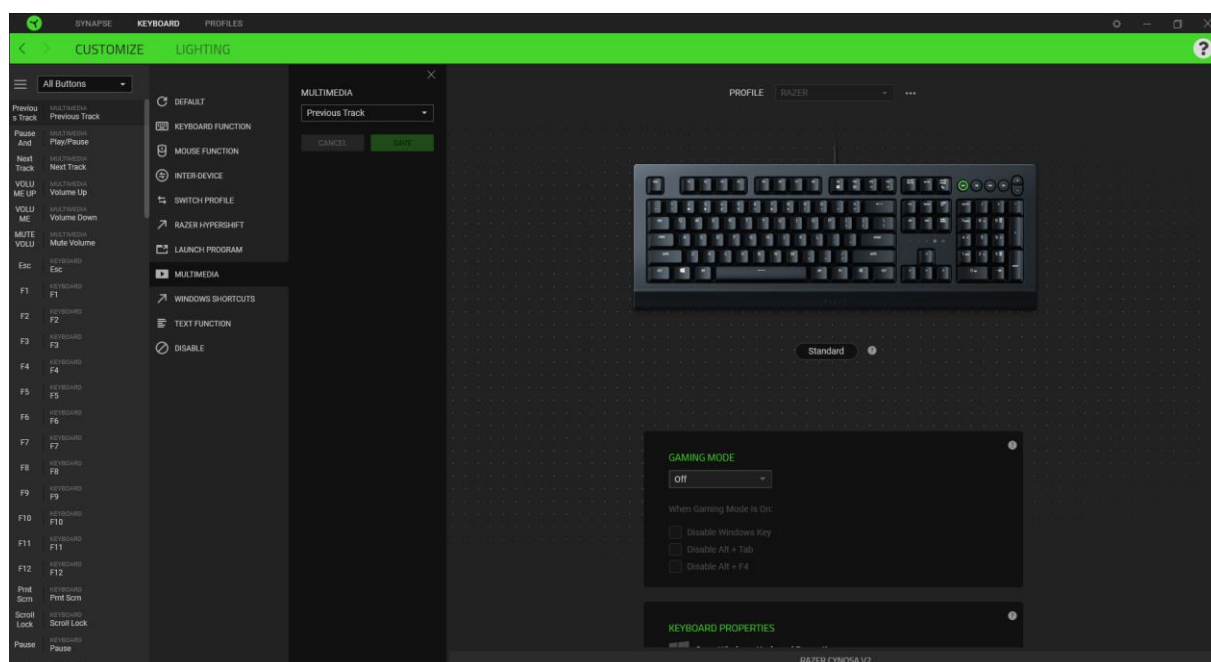 SYNAPSE KEYBOARD PROFILES
CUSTOMIZE LIGHTING
?
All Buttons
Previou
s Track
MULTIMEDIA
Previous Track
Pause
And
MULTIMEDIA
Play/Pause
Next
Track
MULTIMEDIA
Next Track
VOLU
ME UP
MULTIMEDIA
Volume Up
VOLU
ME
MULTIMEDIA
Volume Down
MUTE
VOLU
MULTIMEDIA
Mute Volume
Esc
KEYBOARD
Esc
F1
KEYBOARD
F1
F2
KEYBOARD
F2
F3
KEYBOARD
F3
F4
KEYBOARD
F4
F5
KEYBOARD
F5
F6
KEYBOARD
F6
F7
KEYBOARD
F7
F8
KEYBOARD
F8
F9
KEYBOARD
F9
F10
KEYBOARD
F10
F11
KEYBOARD
F11
F12
KEYBOARD
F12
Prnt
Scrn
KEYBOARD
Prnt Scrn
Scroll
Lock
KEYBOARD
Scroll Lock
Pause
KEYBOARD
Pause
DEFAULT
KEYBOARD FUNCTION
MOUSE FUNCTION
INTER-DEVICE
SWITCH PROFILE
RAZER HYPERSHIFT
LAUNCH PROGRAM
MULTIMEDIA
WINDOWS SHORTCUTS
TEXT FUNCTION
DISABLE
MULTIMEDIA
Previous Track
CANCEL SAVE
PROFILE RAZER
Standard ?
GAMING MODE ?
Off
When Gaming Mode is On:
Disable Windows Key
Disable Alt + Tab
Disable Alt + F4
KEYBOARD PROPERTIES ?
RAZER CYNOSA V2